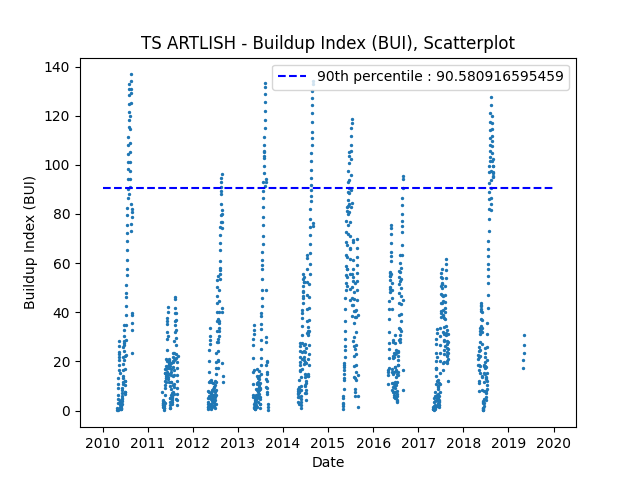 TS ARTLISH - Buildup Index (BUI), Scatterplot
90th percentile : 90.580916595459
140
120
100
80
60
40
20
0
Buildup Index (BUI)
2010 2011 2012 2013 2014 2015 2016 2017 2018 2019 2020
Date